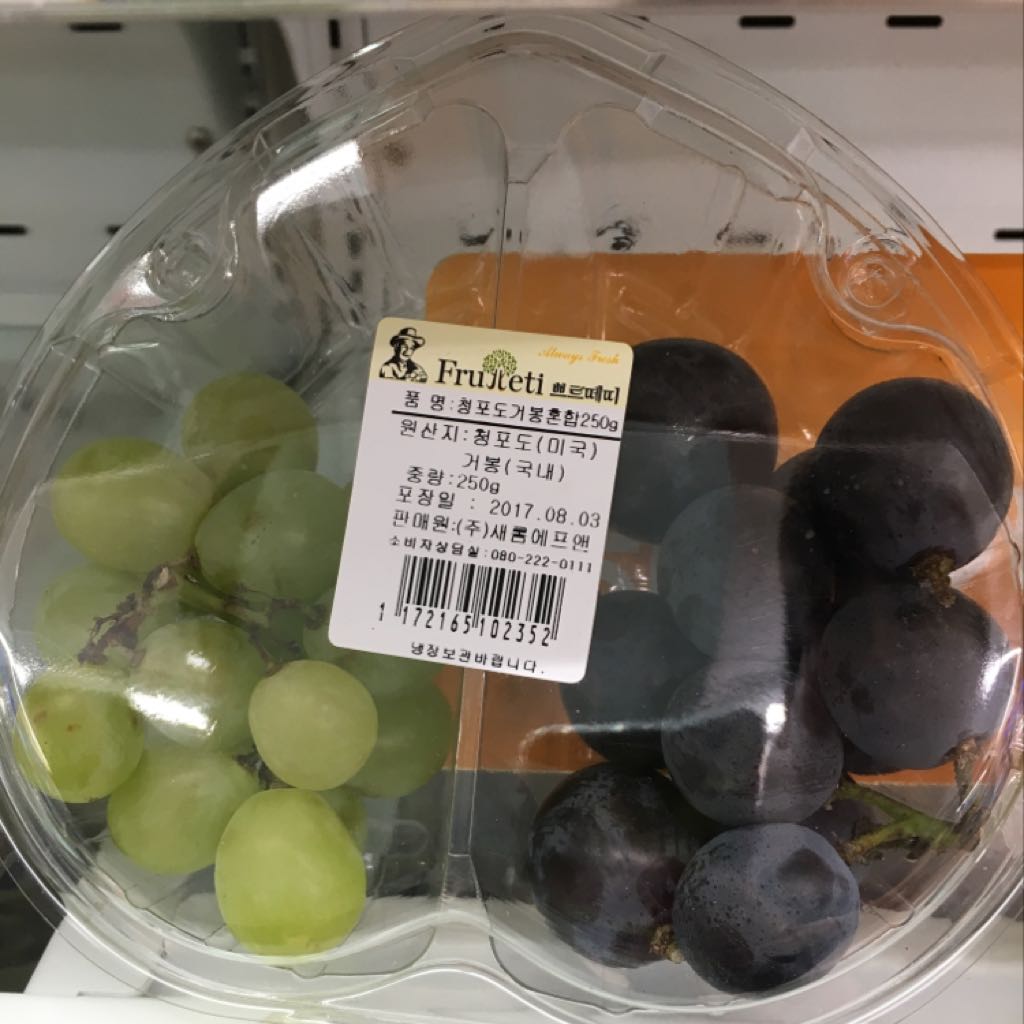 Always Fresh
Frutteti 쁘르떼띠
품 명:청포도거봉혼합250g
원산지:청포도(미국)
거봉(국내)
중량:250g
포장일 : 2017.08.03
판매원:(주)새롬에프앤
소비자상담실:080-222-0111
1 172165 102352
냉장보관바랍니다.